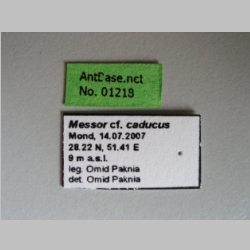 AntBase.net
No. 01218
Messor cf. caducus
Mond, 14.07.2007
28.22 N, 51.41 E
9 m a.s.l.
leg. Omid Paknia
det. Omid Paknia